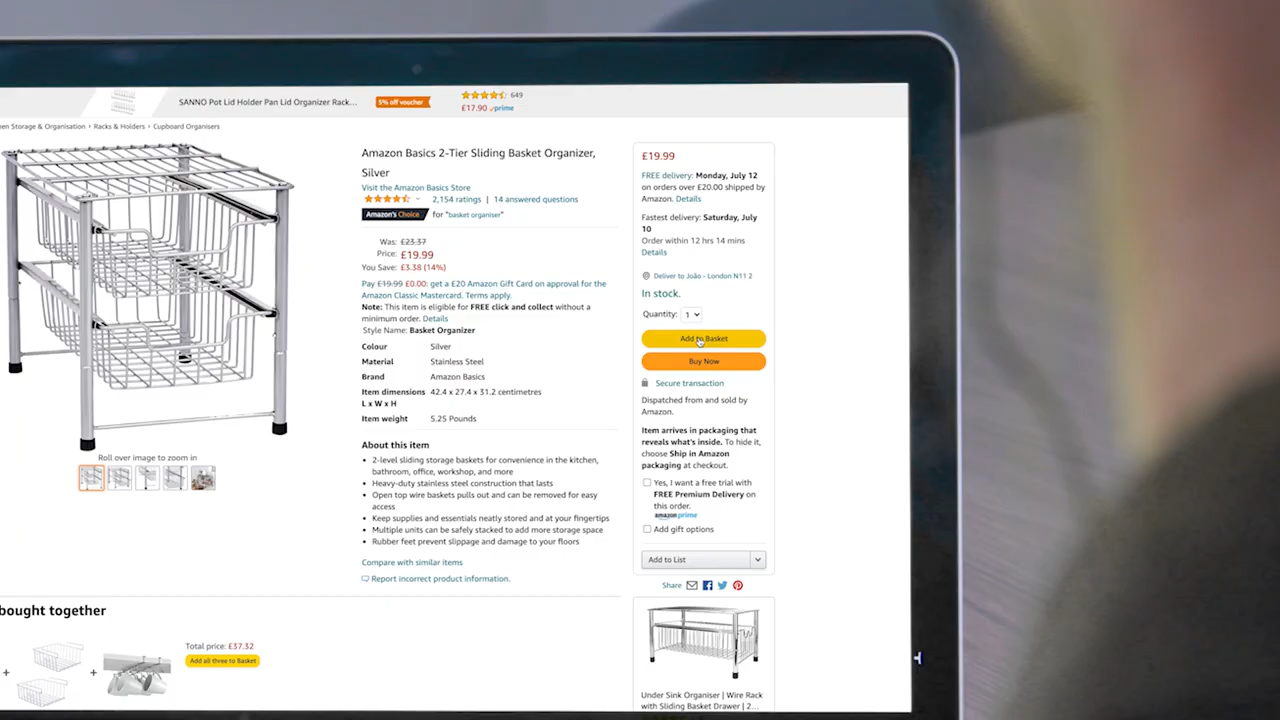 SANNO Pot Lid Holder Pan Lid Organizer Rack...
5% off voucher
649
£17.90 prime
en Storage & Organisation › Racks & Holders › Cupboard Organisers
Amazon Basics 2-Tier Sliding Basket Organizer,
Silver
Visit the Amazon Basics Store
2,154 ratings | 14 answered questions
Amazon's Choice for "basket organiser"
Was: £23.37
Price: £19.99
You Save: £3.38 (14%)
Pay £19.99 £0.00: get a £20 Amazon Gift Card on approval for the
Amazon Classic Mastercard. Terms apply.
Note: This item is eligible for FREE click and collect without a
minimum order. Details
Style Name: Basket Organizer
Colour Silver
Material Stainless Steel
Brand Amazon Basics
Item dimensions 42.4 x 27.4 x 31.2 centimetres
L x W x H
Item weight 5.25 Pounds
About this item
• 2-level sliding storage baskets for convenience in the kitchen,
bathroom, office, workshop, and more
• Heavy-duty stainless steel construction that lasts
• Open top wire baskets pulls out and can be removed for easy
access
• Keep supplies and essentials neatly stored and at your fingertips
• Multiple units can be safely stacked to add more storage space
• Rubber feet prevent slippage and damage to your floors
Compare with similar items
Report incorrect product information.
Roll over image to zoom in
£19.99
FREE delivery: Monday, July 12
on orders over £20.00 shipped by
Amazon. Details
Fastest delivery: Saturday, July
10
Order within 12 hrs 14 mins
Details
Deliver to João - London N11 2
In stock.
Quantity: 1
Add to Basket
Buy Now
Secure transaction
Dispatched from and sold by
Amazon.
Item arrives in packaging that
reveals what's inside. To hide it,
choose Ship in Amazon
packaging at checkout.
Yes, I want a free trial with
FREE Premium Delivery on
this order.
amazon prime
Add gift options
Add to List
Share
bought together
+ +
Total price: £37.32
Add all three to Basket
Under Sink Organiser | Wire Rack
with Sliding Basket Drawer | 2...